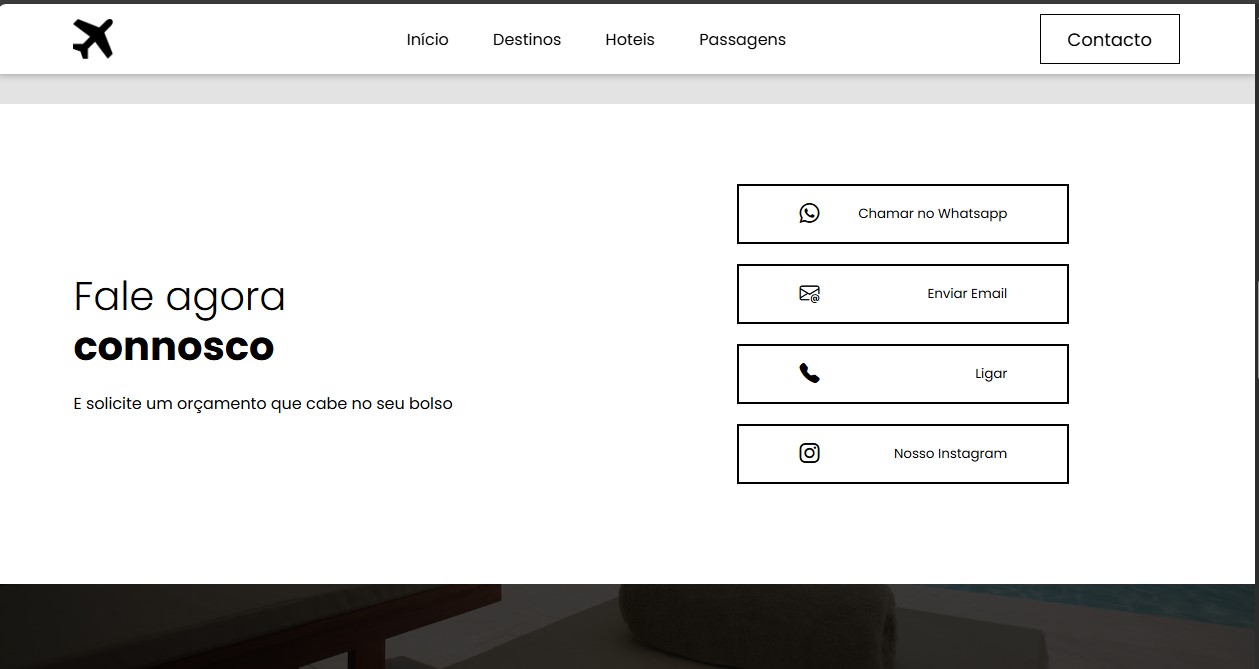 Início
Destinos
Hoteis
Passagens
Contacto
Fale agora
connosco
E solicite um orçamento que cabe no seu bolso
Chamar no Whatsapp
Enviar Email
Ligar
Nosso Instagram